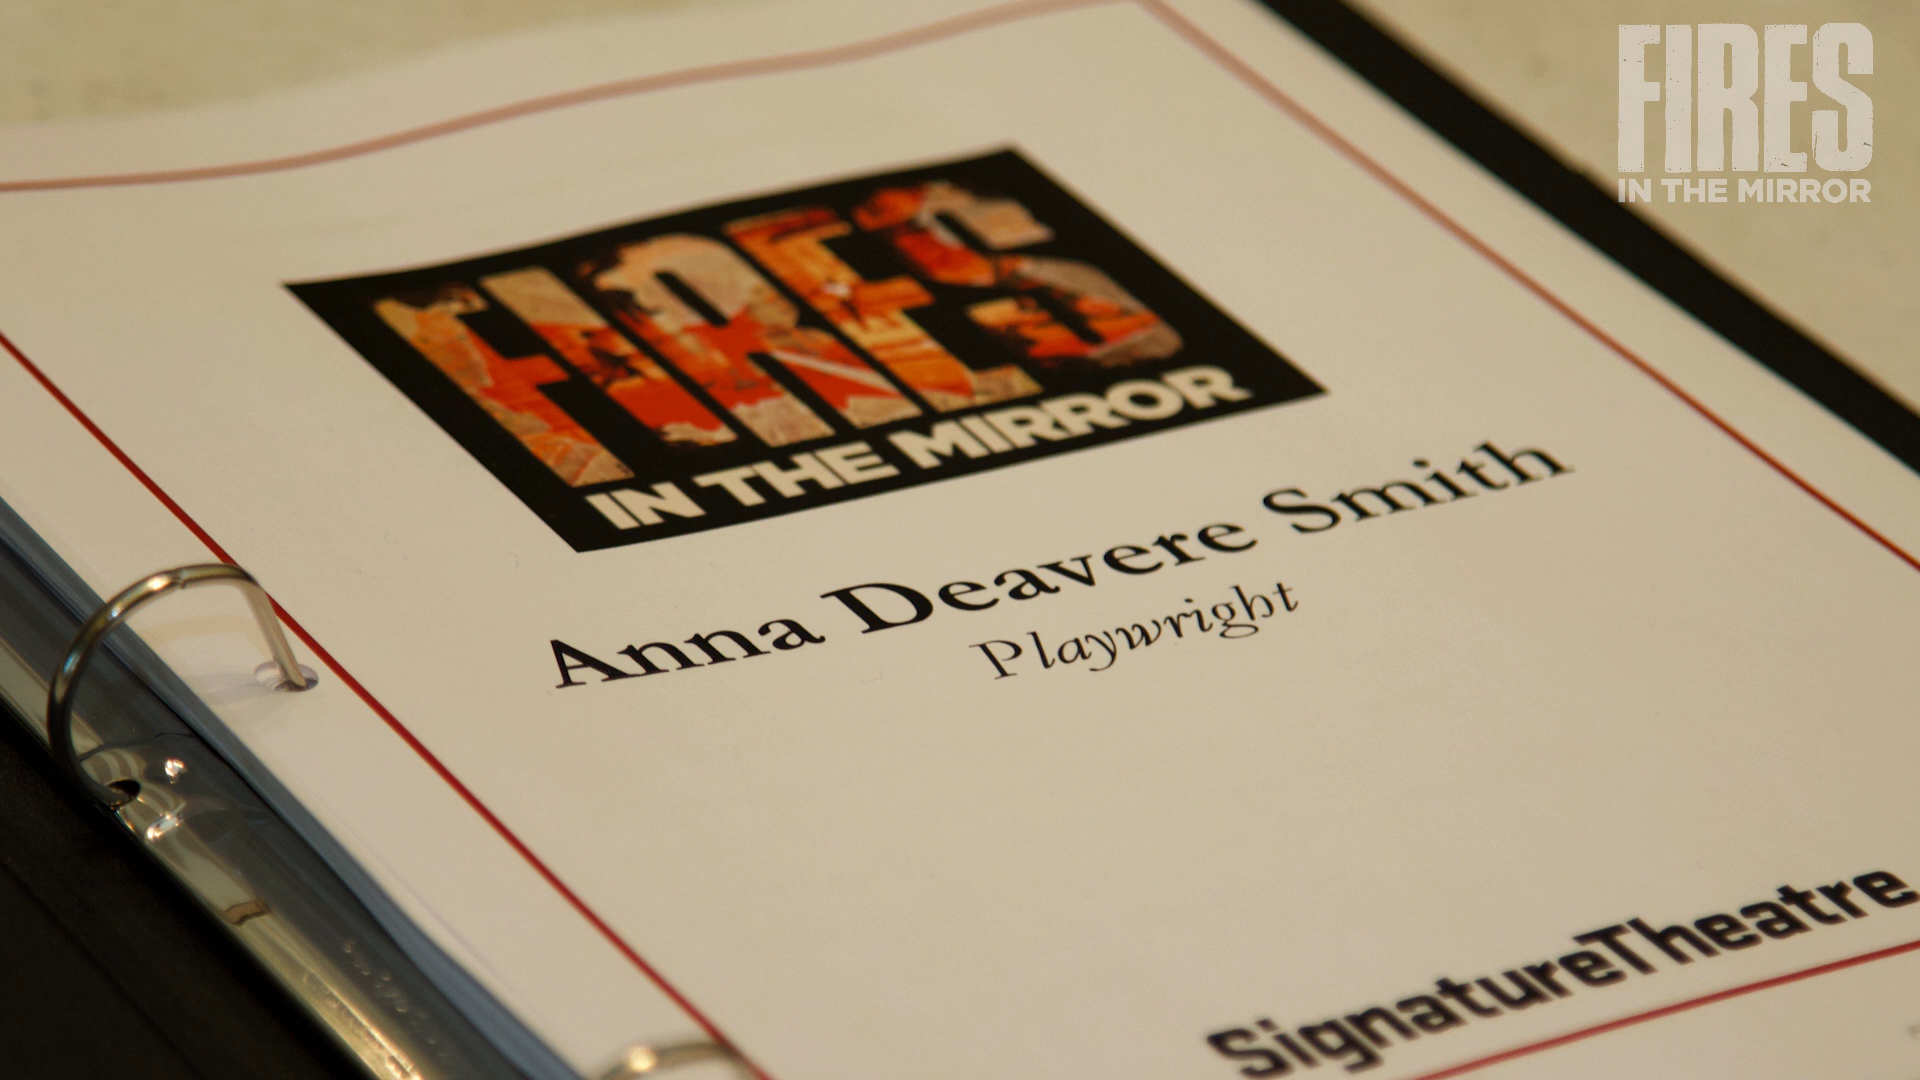 FIRES
IN THE MIRROR
FIRES
IN THE MIRROR
Anna Deavere Smith
Playwright
SignatureTheatre